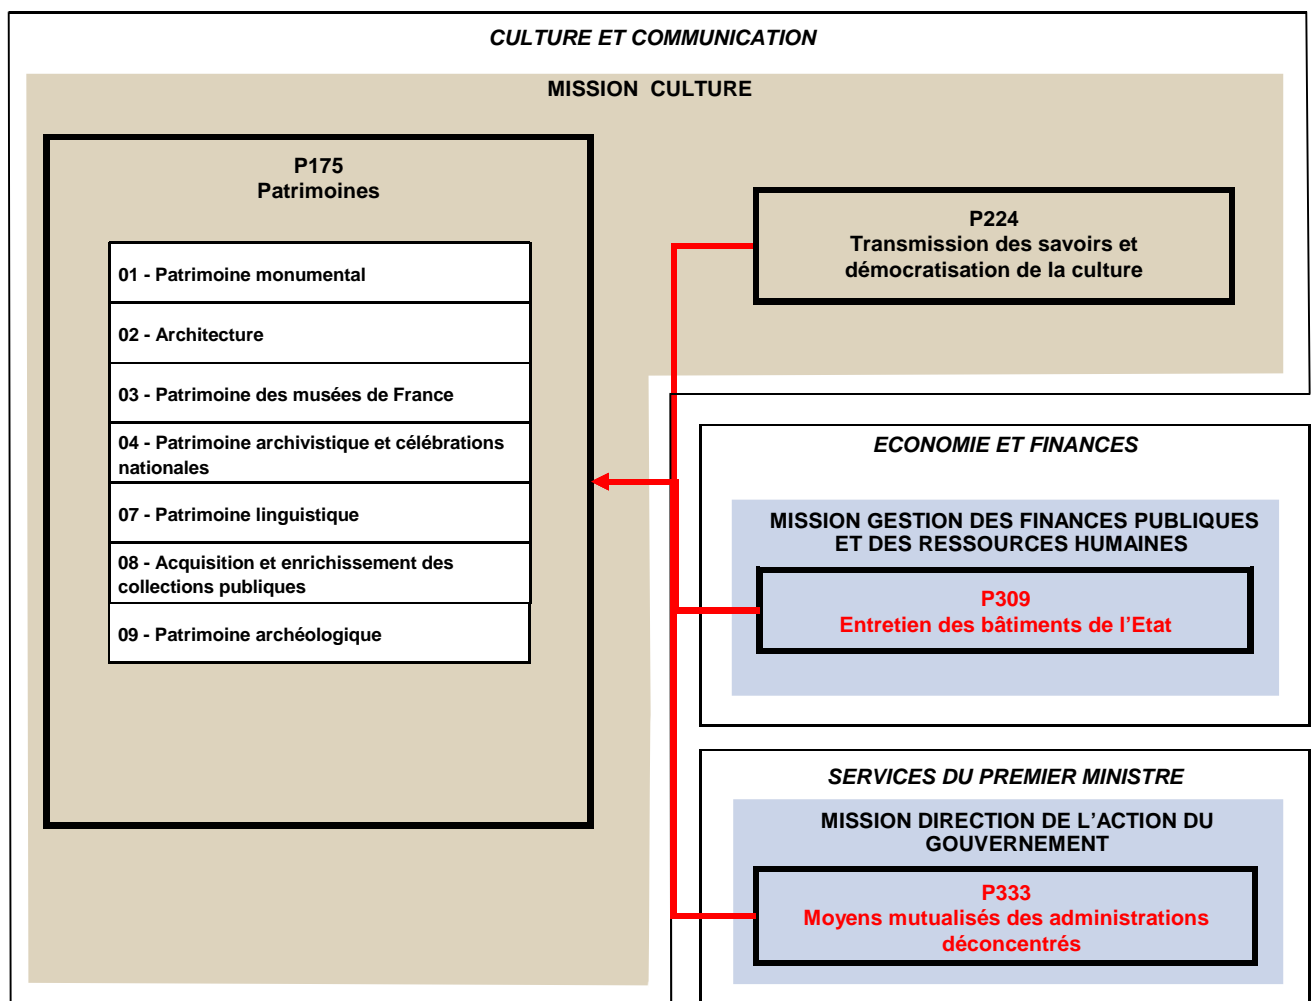 CULTURE ET COMMUNICATION
MISSION CULTURE
P175
Patrimoines
01 - Patrimoine monumental
02 - Architecture
03 - Patrimoine des musées de France
04 - Patrimoine archivistique et célébrations
nationales
07 - Patrimoine linguistique
08 - Acquisition et enrichissement des
collections publiques
09 - Patrimoine archéologique
P224
Transmission des savoirs et
démocratisation de la culture
ECONOMIE ET FINANCES
MISSION GESTION DES FINANCES PUBLIQUES
ET DES RESSOURCES HUMAINES
P309
Entretien des bâtiments de l’Etat
SERVICES DU PREMIER MINISTRE
MISSION DIRECTION DE L’ACTION DU
GOUVERNEMENT
P333
Moyens mutualisés des administrations
déconcentrés